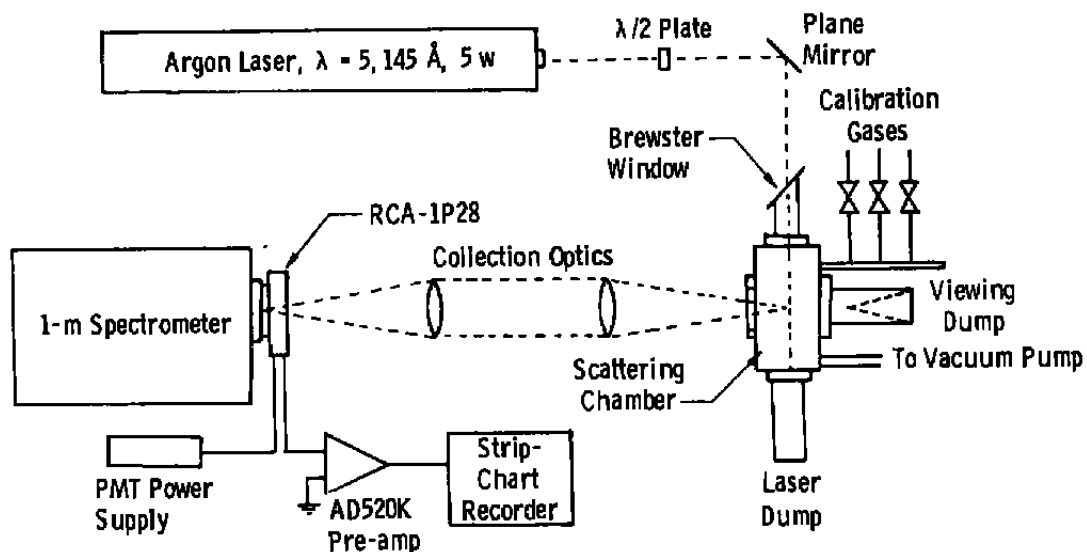 Argon Laser, λ = 5,145 Å, 5 w
λ/2 Plate
Plane
Mirror
Calibration
Gases
Brewster
Window
RCA-1P28
Collection Optics
1-m Spectrometer
Viewing
Dump
To Vacuum Pump
Scattering
Chamber
Laser
Dump
PMT Power
Supply
AD520K
Pre-amp
Strip-
Chart
Recorder